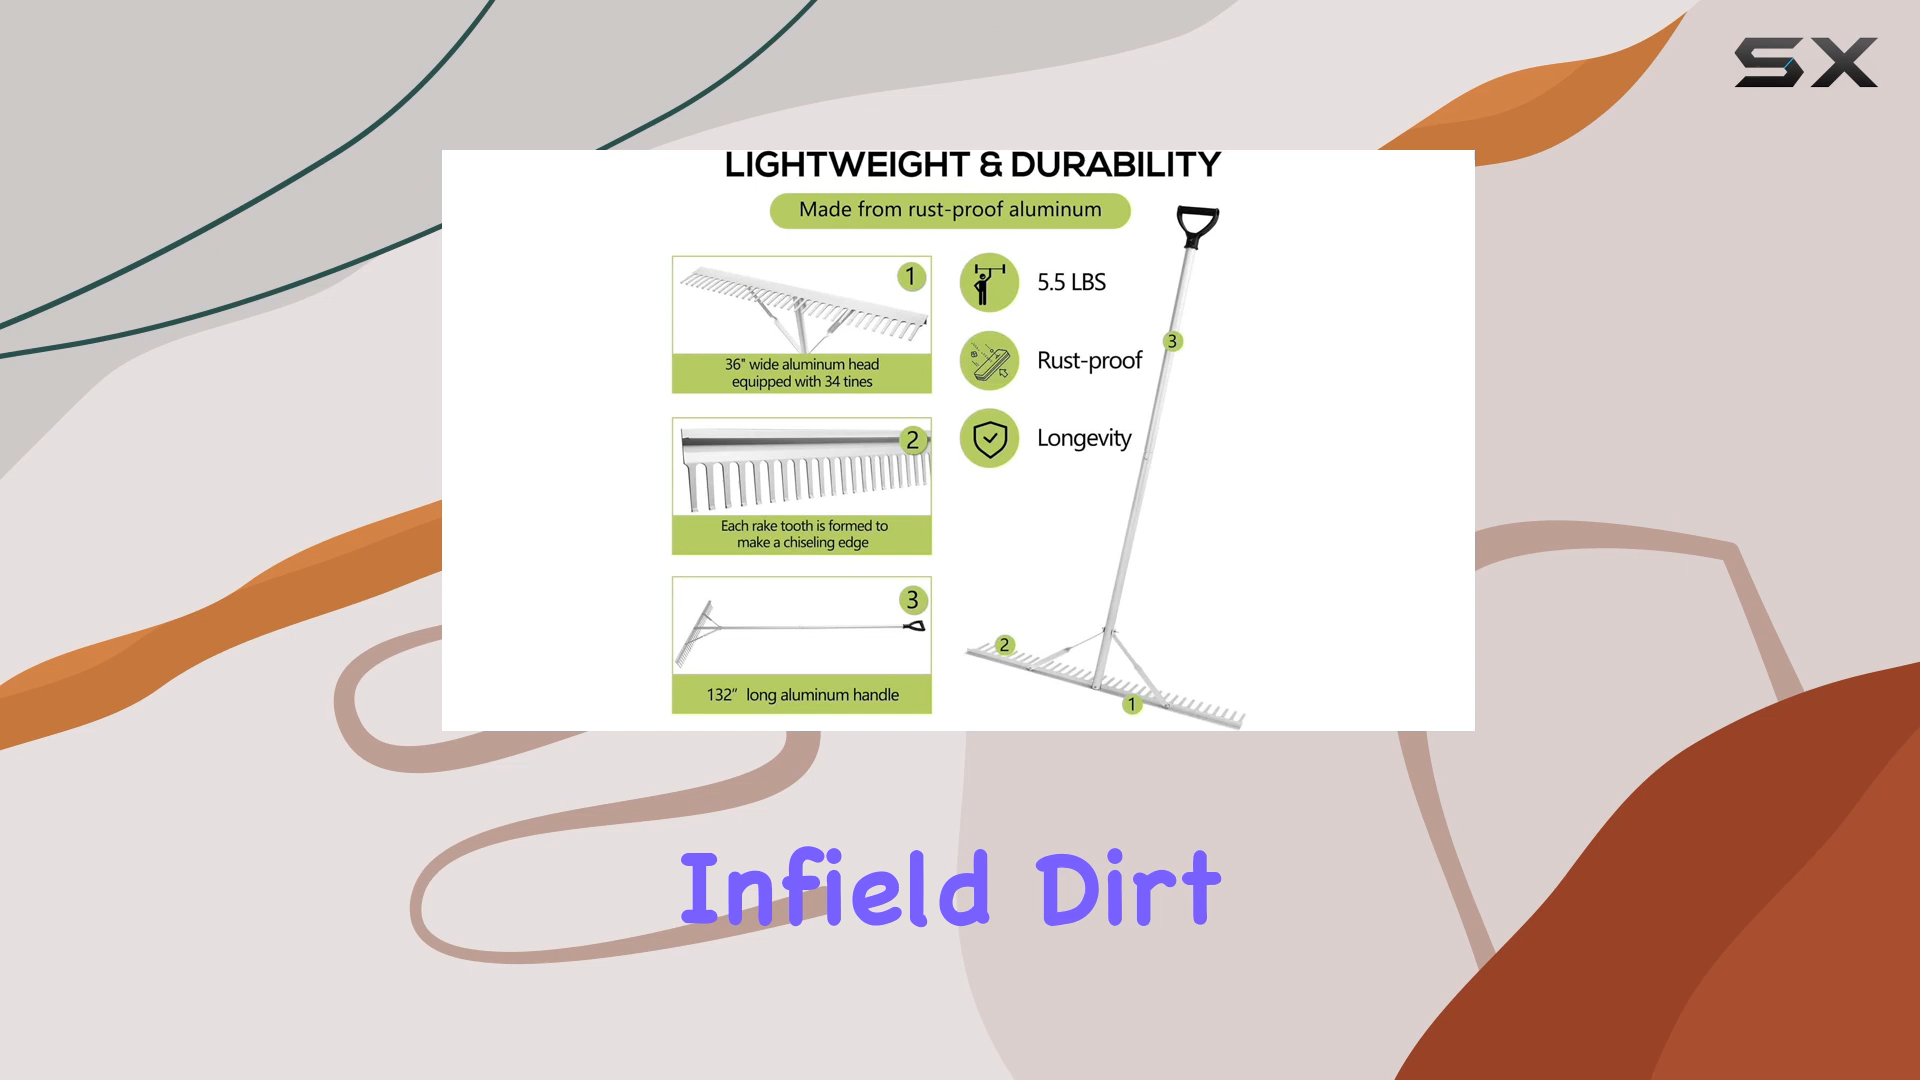 SX
LIGHTWEIGHT & DURABILITY
Made from rust-proof aluminum
1
36" wide aluminum head
equipped with 34 tines
2
Each rake tooth is formed to
make a chiseling edge
3
132” long aluminum handle
5.5 LBS
Rust-proof
Longevity
3
2
1
Infield Dirt